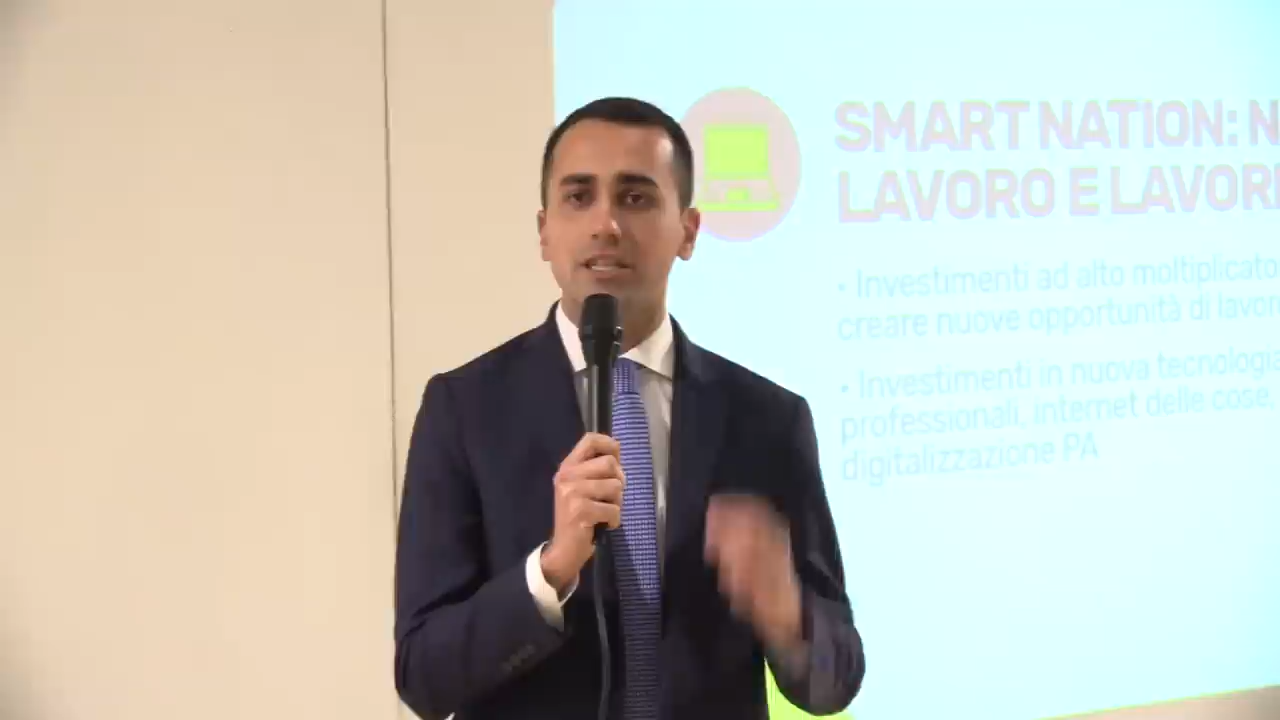 SMART NATION: N
LAVORO E LAVORI
• Investimenti ad alto moltiplicato
creare nuove opportunità di lavor
• Investimenti in nuova tecnologia
professionali, internet delle cose,
digitalizzazione PA